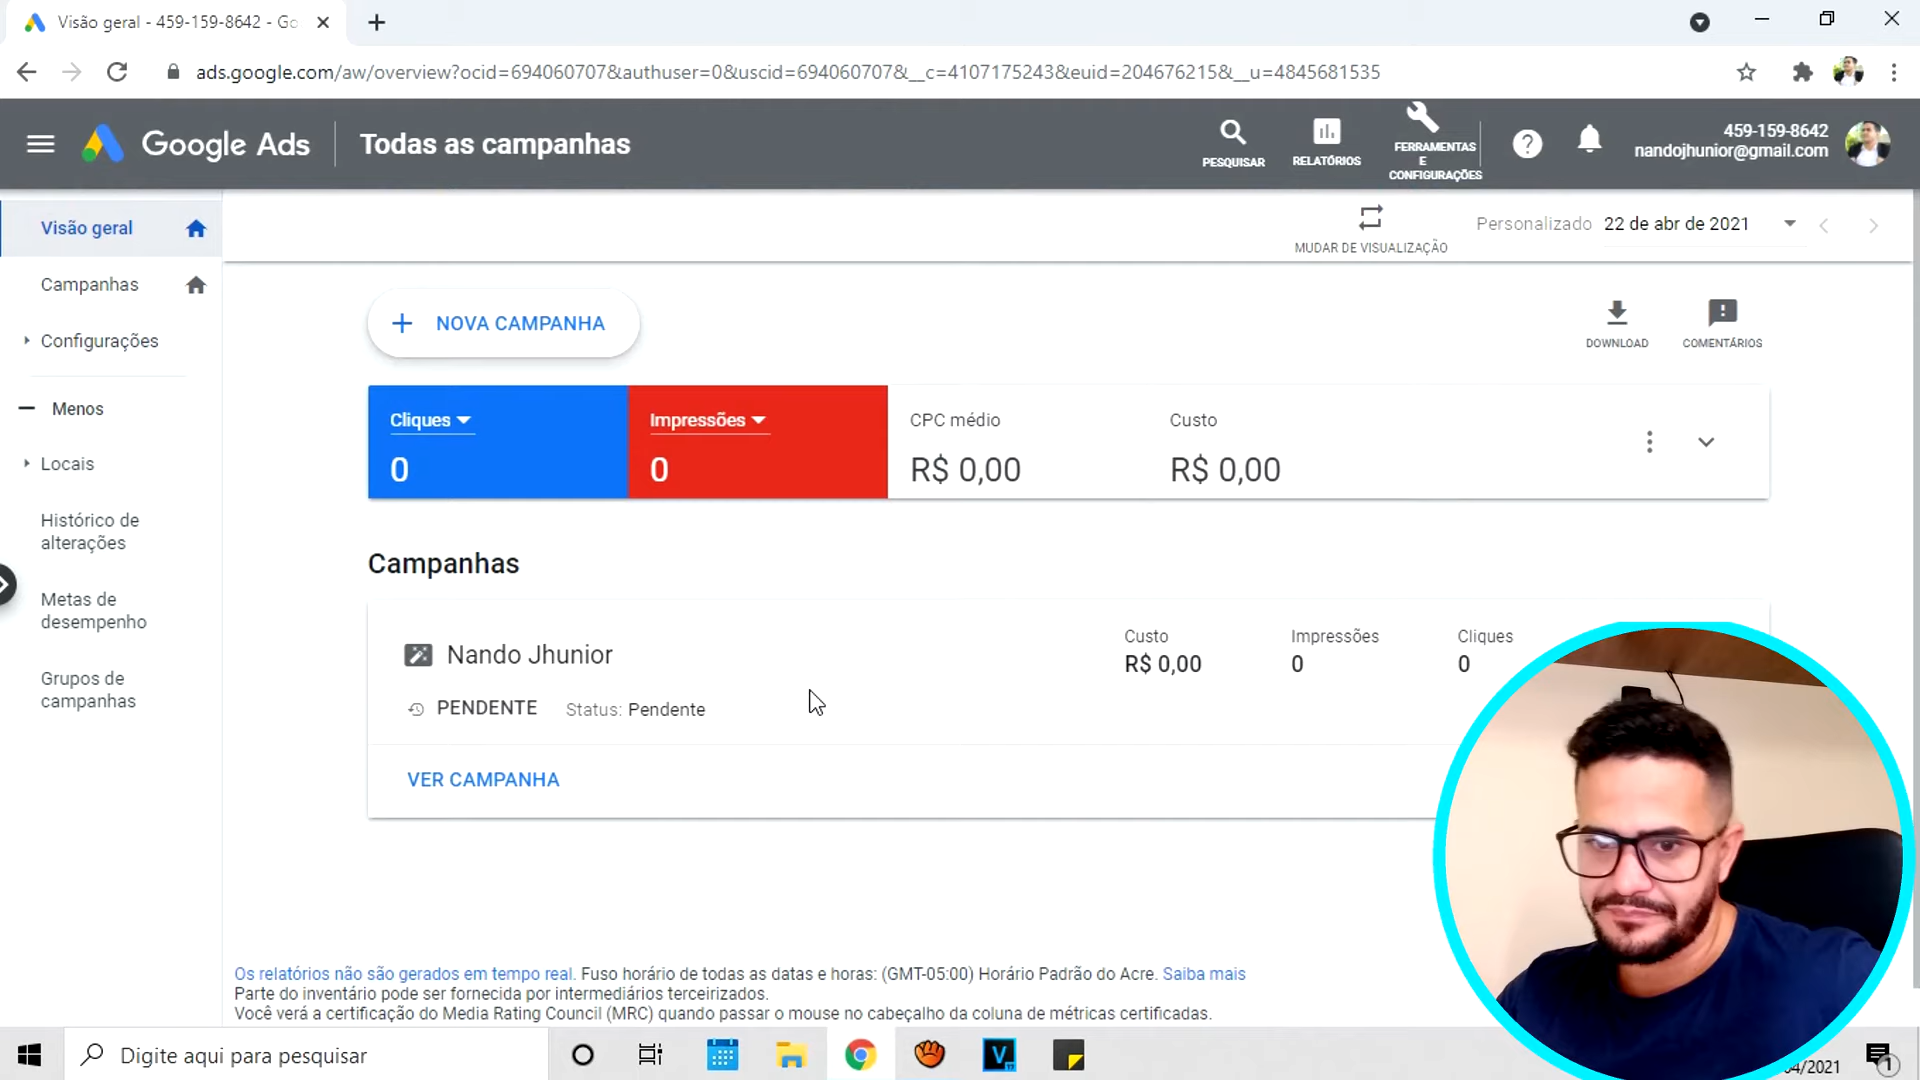 Visão geral - 459-159-8642 - Go
ads.google.com/aw/overview?ocid=694060707&authuser=0&uscid=694060707&__c=4107175243&euid=204676215&__u=4845681535
Google Ads
Todas as campanhas
PESQUISAR
RELATÓRIOS
FERRAMENTAS
E
CONFIGURAÇÕES
459-159-8642
nandojhunior@gmail.com
Visão geral
Campanhas
Configurações
Menos
Locais
Histórico de
alterações
Metas de
desempenho
Grupos de
campanhas
MUDAR DE VISUALIZAÇÃO
Personalizado 22 de abr de 2021
NOVA CAMPANHA
DOWNLOAD
COMENTÁRIOS
Cliques
0
Impressões
0
CPC médio
R$ 0,00
Custo
R$ 0,00
Campanhas
Nando Jhunior
PENDENTE Status: Pendente
Custo
R$ 0,00
Impressões
0
Cliques
0
VER CAMPANHA
Os relatórios não são gerados em tempo real. Fuso horário de todas as datas e horas: (GMT-05:00) Horário Padrão do Acre. Saiba mais
Parte do inventário pode ser fornecida por intermediários terceirizados.
Você verá a certificação do Media Rating Council (MRC) quando passar o mouse no cabeçalho da coluna de métricas certificadas.
Digite aqui para pesquisar
V
04/2021
1